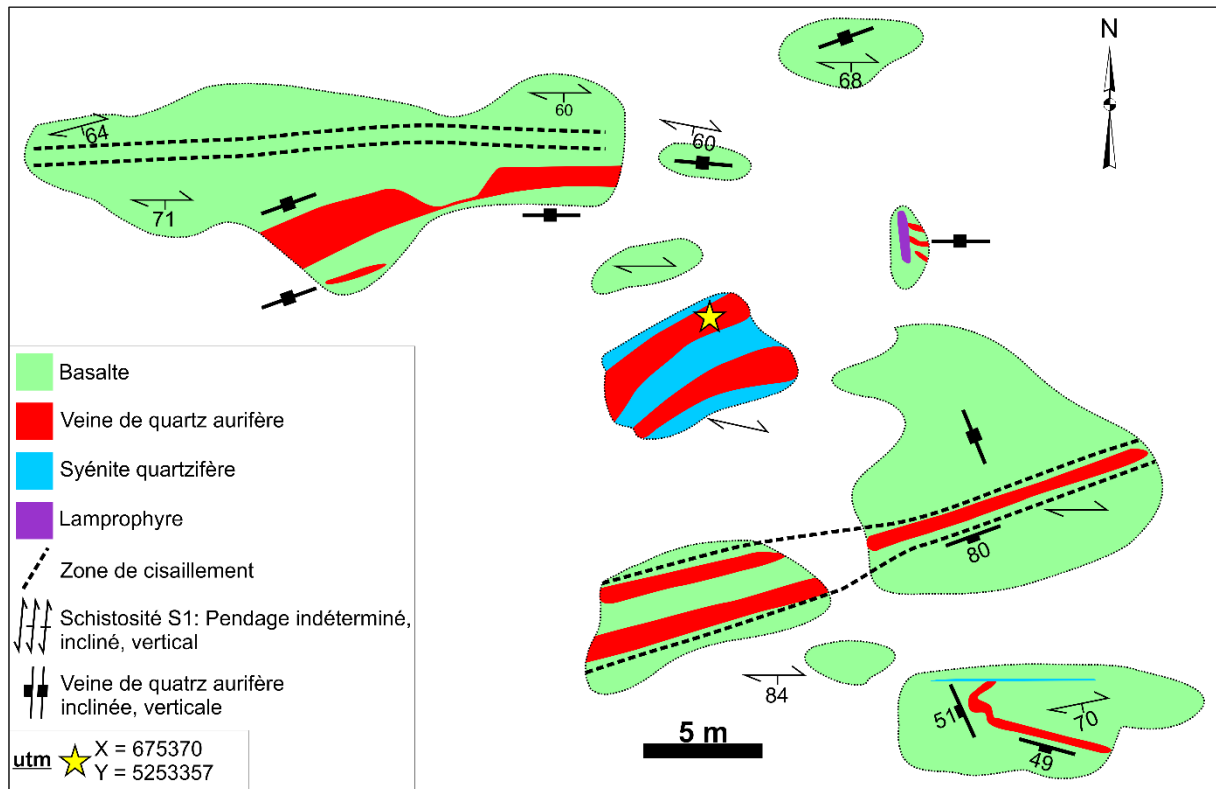 N
68
60
60
64
71
Basalte
Veine de quartz aurifère
Syénite quartzifère
Lamprophyre
Zone de cisaillement
Schistosité S1: Pendage indéterminé,
incliné, vertical
Veine de quatrz aurifère
inclinée, verticale
utm
X = 675370
Y = 5253357
80
84
5 m
51
70
49